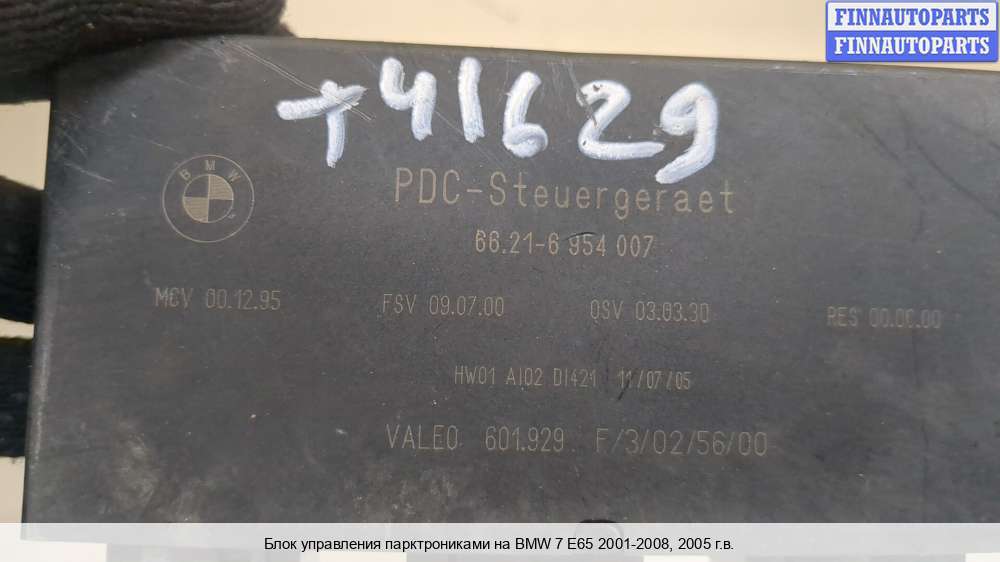 FINNAUTOPARTS
FINNAUTOPARTS
T41629
BMW
PDC-Steuergeraet
66.21-6 954 007
MCV 00.12.95 FSV 09.07.00 OSV 03.03.30 RES 00.00.00
HW01 AI02 DI421 11/07/05
VALEO 601.929 F/3/02/56/00
Блок управления парктрониками на BMW 7 E65 2001-2008, 2005 г.в.